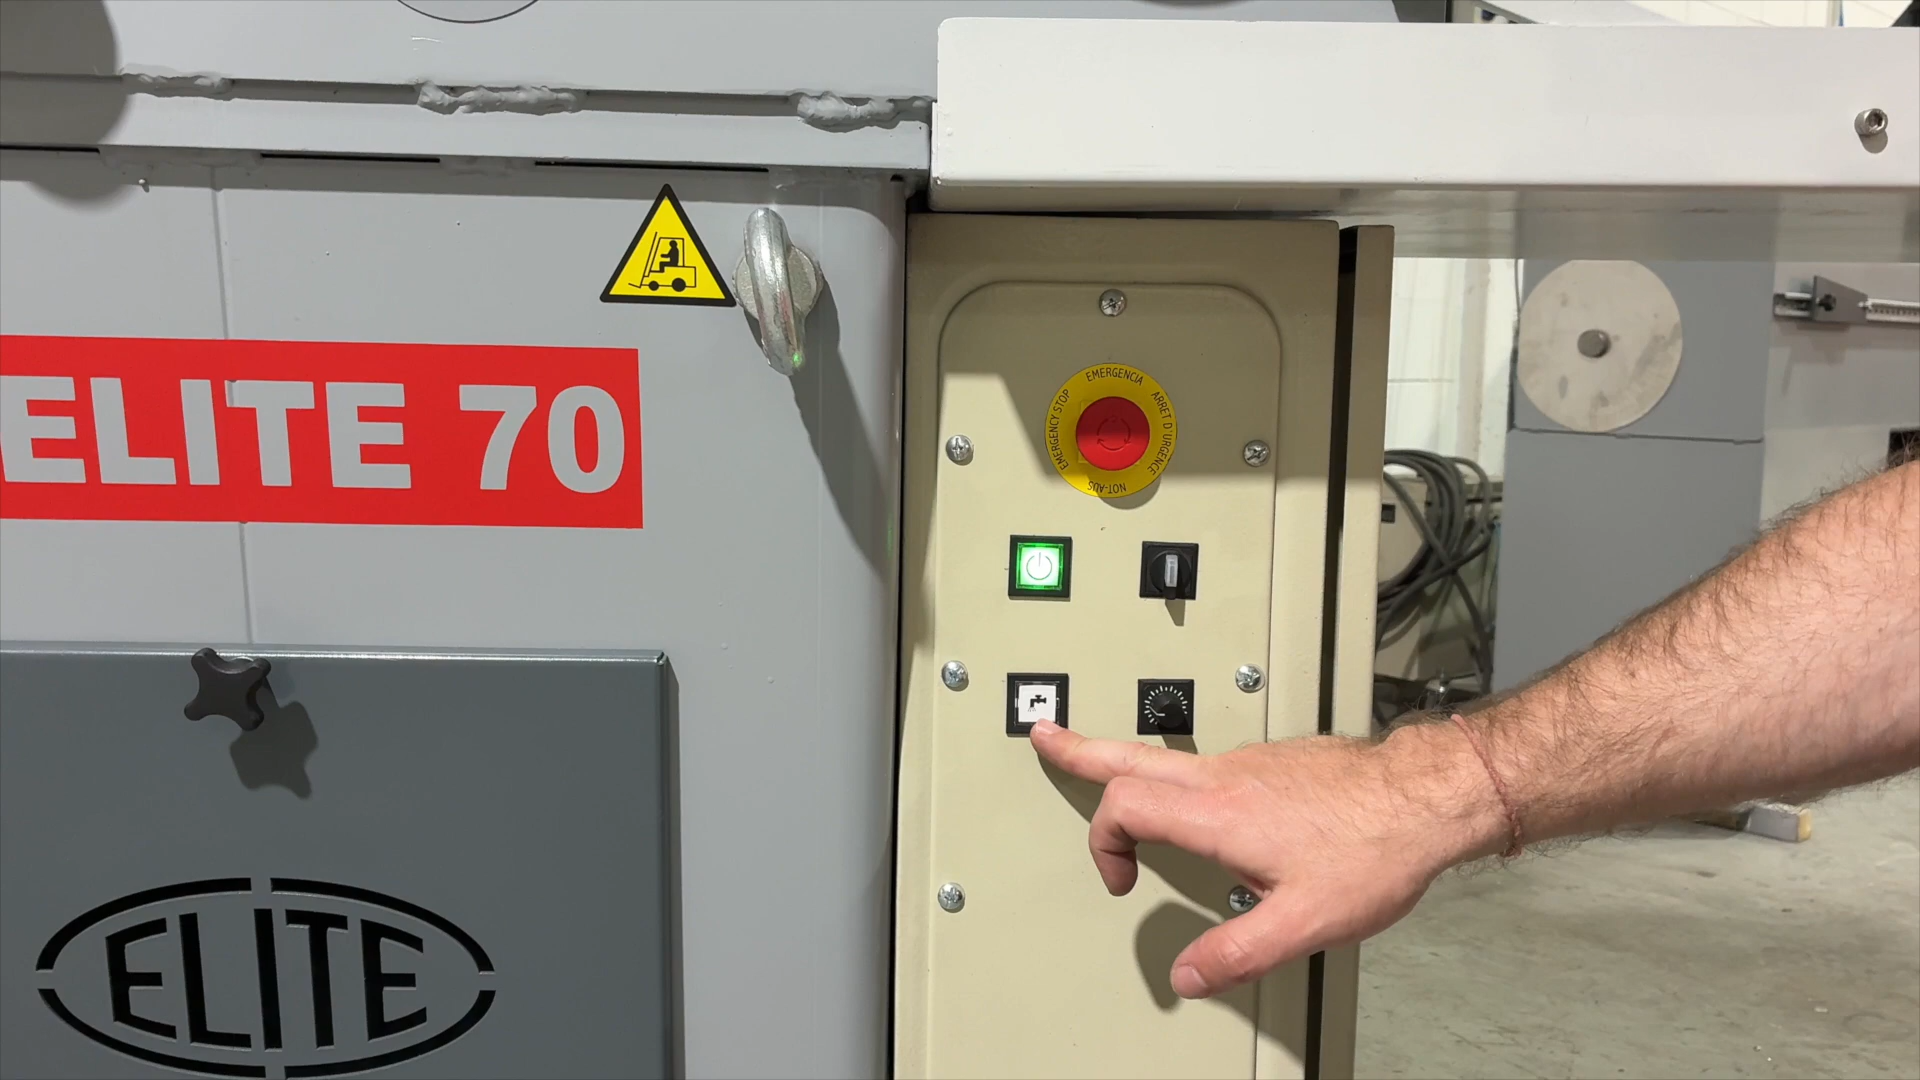 ELITE 70
EMERGENCIA
ARRET D'URGENCE
NOT-AUS
EMERGENCY STOP
ELITE